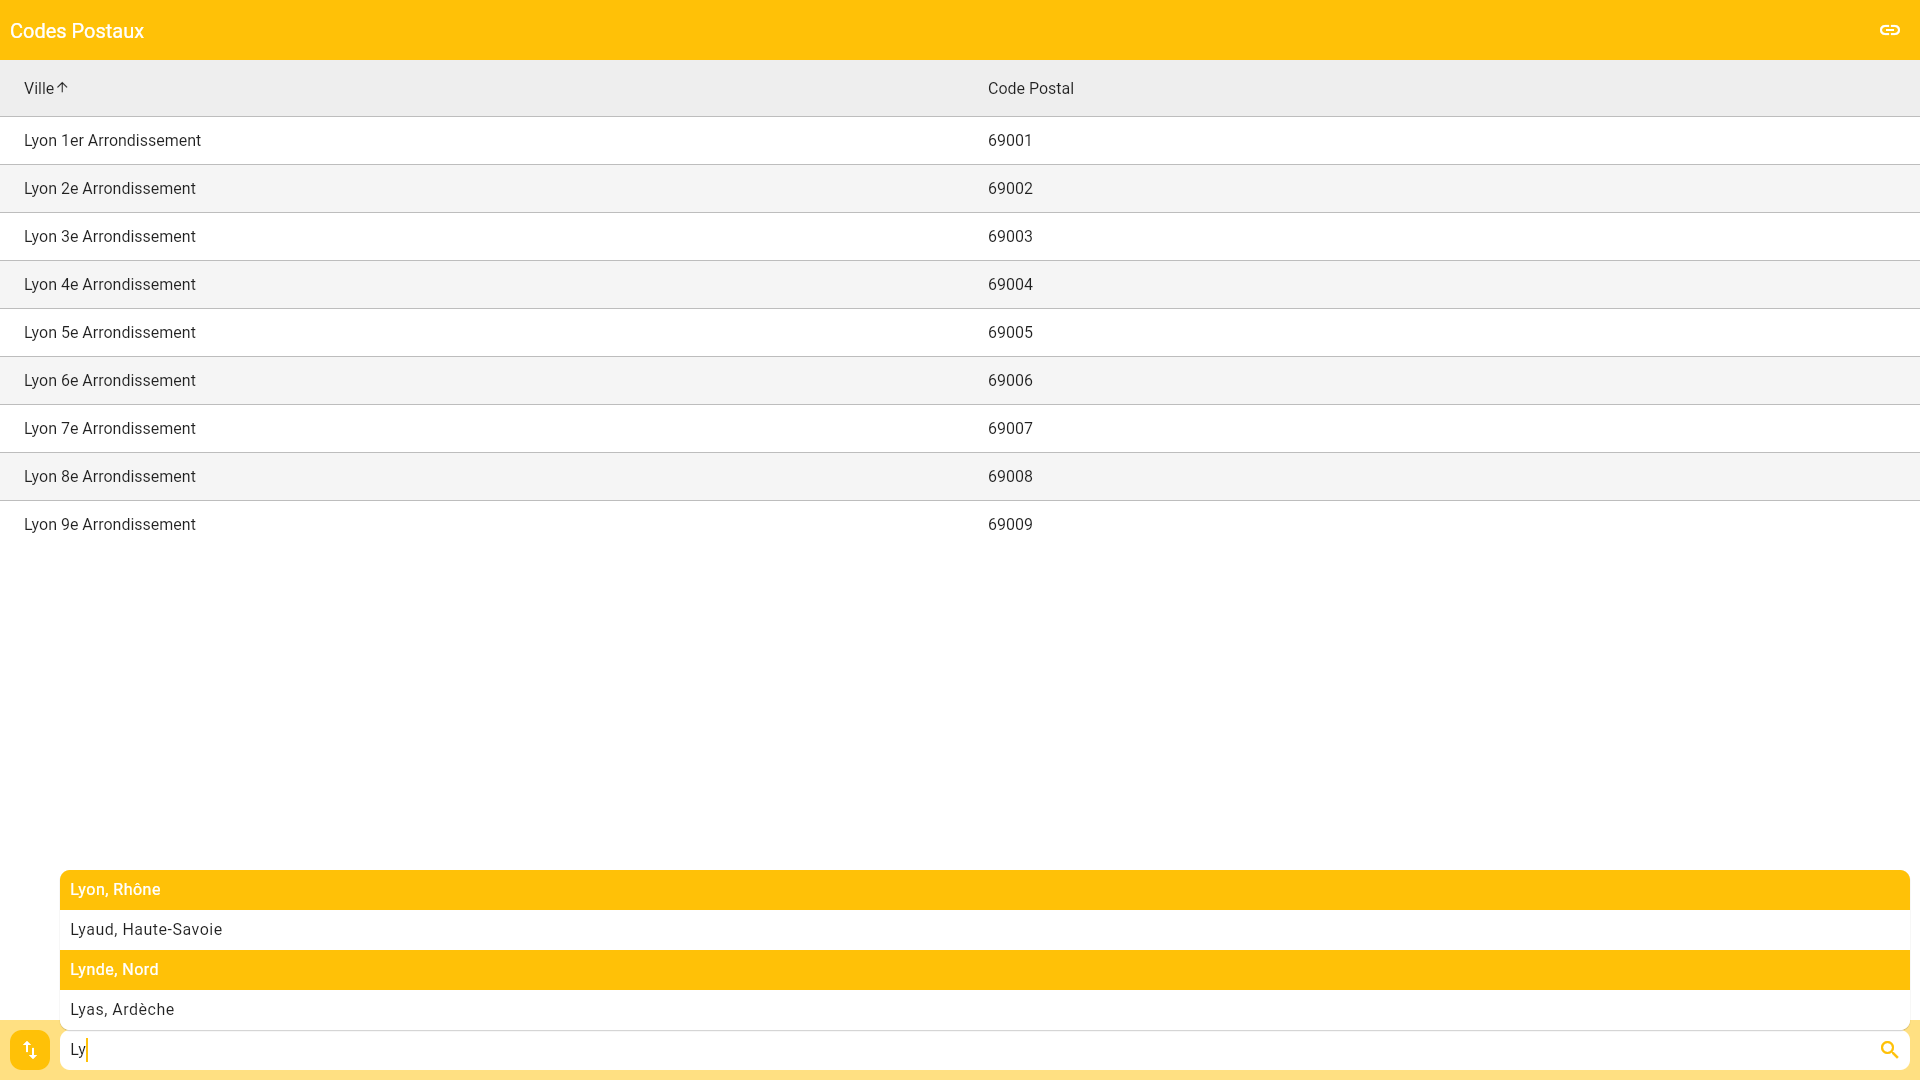 Codes Postaux
Ville Code Postal
Lyon 1er Arrondissement 69001
Lyon 2e Arrondissement 69002
Lyon 3e Arrondissement 69003
Lyon 4e Arrondissement 69004
Lyon 5e Arrondissement 69005
Lyon 6e Arrondissement 69006
Lyon 7e Arrondissement 69007
Lyon 8e Arrondissement 69008
Lyon 9e Arrondissement 69009
Lyon, Rhône
Lyaud, Haute-Savoie
Lynde, Nord
Lyas, Ardèche
Ly